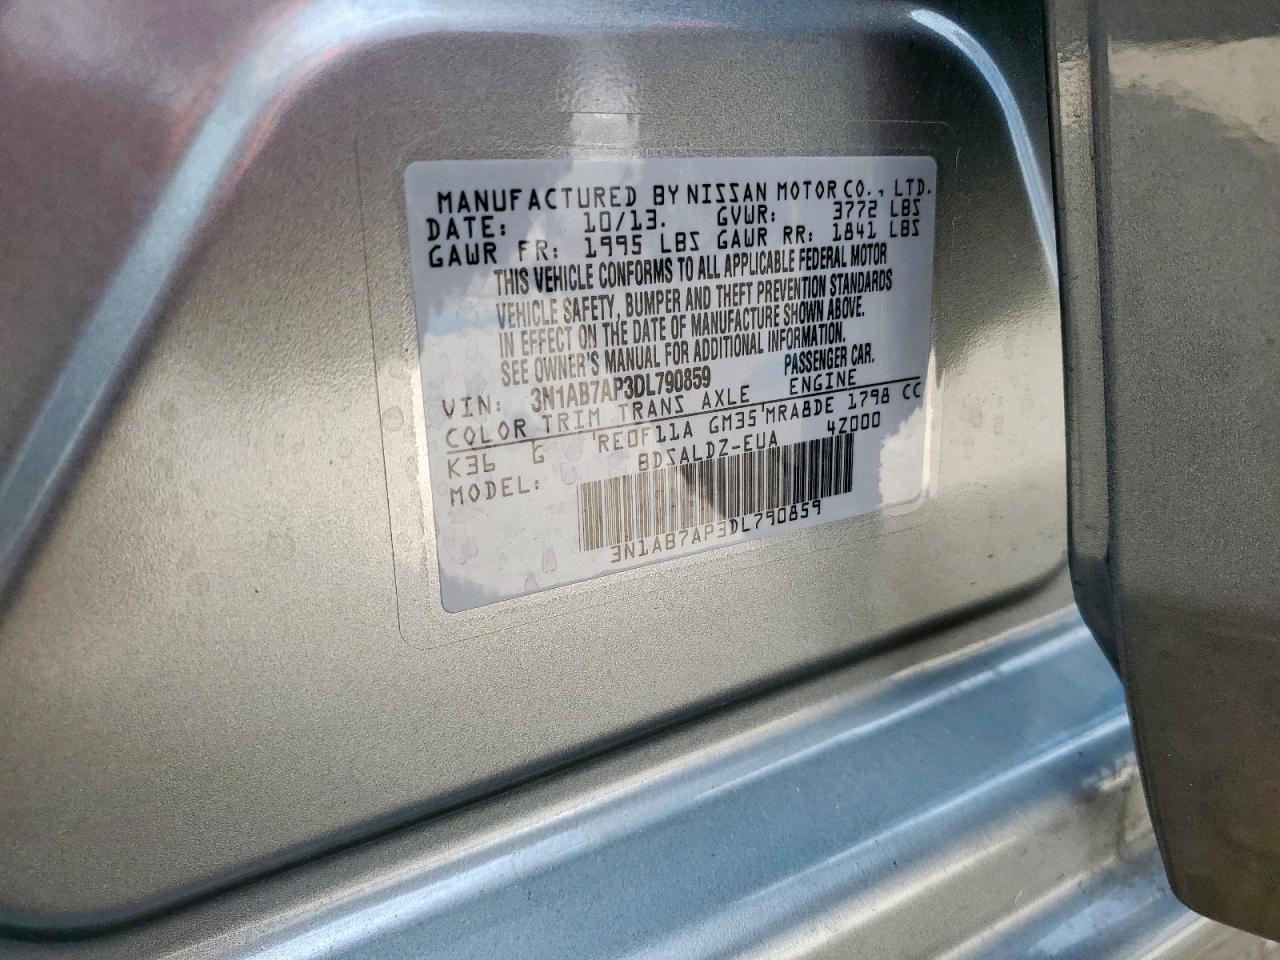 MANUFACTURED BY NISSAN MOTOR CO., LTD.
DATE: 10/13. GVWR: 3772 LBS
GAWR FR: 1995 LBS GAWR RR: 1841 LBS
THIS VEHICLE CONFORMS TO ALL APPLICABLE FEDERAL MOTOR
VEHICLE SAFETY, BUMPER AND THEFT PREVENTION STANDARDS
IN EFFECT ON THE DATE OF MANUFACTURE SHOWN ABOVE.
SEE OWNER'S MANUAL FOR ADDITIONAL INFORMATION.
VIN: 3N1AB7AP3DL790859 PASSENGER CAR.
COLOR TRIM TRANS AXLE ENGINE
K36 G RE0F11A GM35 MRA8DE 1798 CC
MODEL: BDSALDZ-EUA 4Z000
3N1AB7AP3DL790859